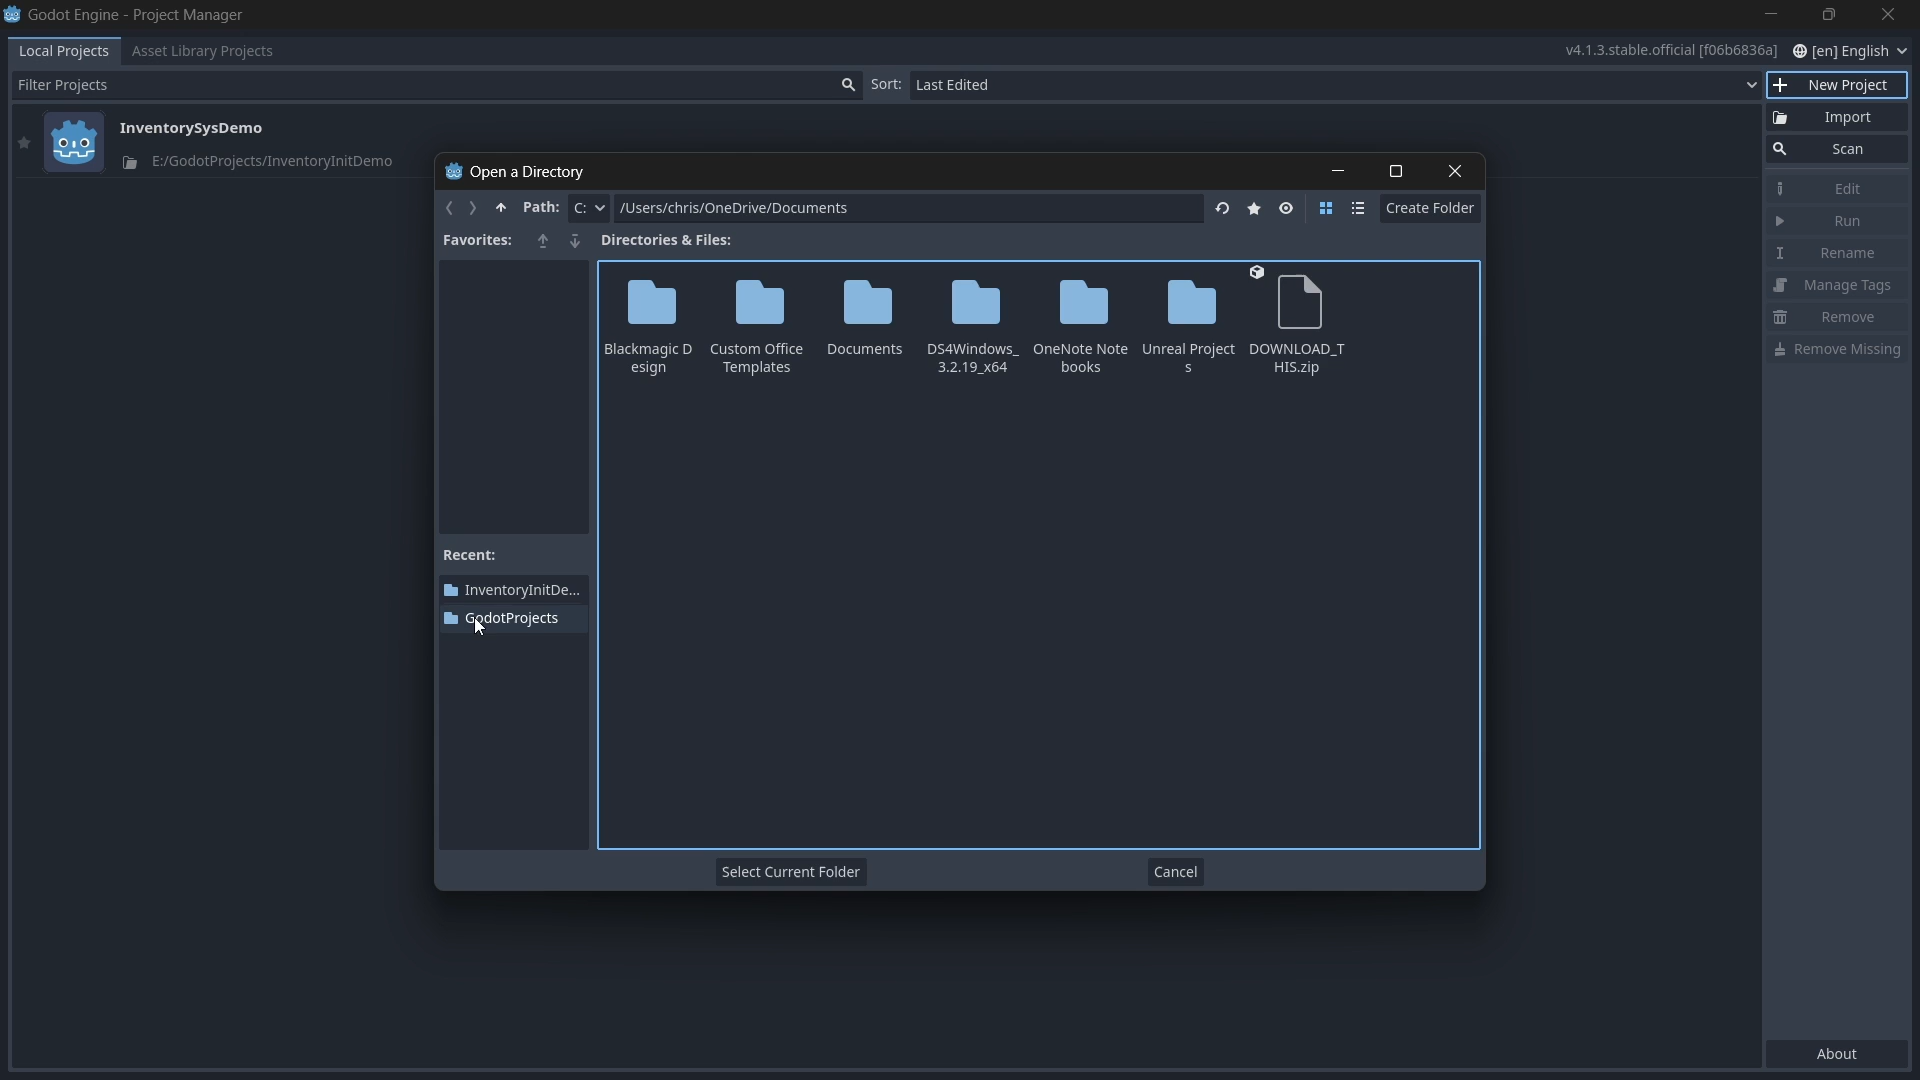 Godot Engine - Project Manager
Local Projects
Asset Library Projects
v4.1.3.stable.official [f06b6836a]
[en] English
Filter Projects
Sort:
Last Edited
New Project
InventorySysDemo
E:/GodotProjects/InventoryInitDemo
Import
Scan
Edit
Run
Rename
Manage Tags
Remove
Remove Missing
About
Open a Directory
Path:
C:
/Users/chris/OneDrive/Documents
Create Folder
Favorites:
Directories & Files:
Blackmagic D
esign
Custom Office
Templates
Documents
DS4Windows_
3.2.19_x64
OneNote Note
books
Unreal Project
s
DOWNLOAD_T
HIS.zip
Recent:
InventoryInitDe...
GodotProjects
Select Current Folder
Cancel